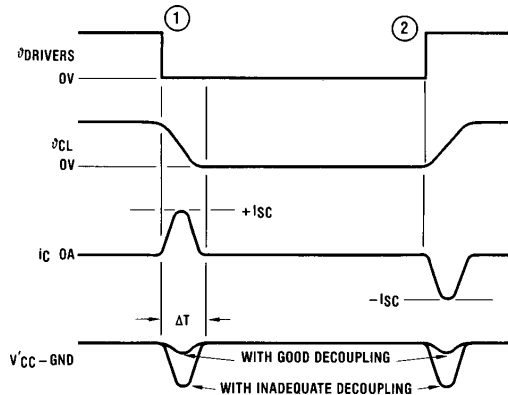 1
2
ϑDRIVERS
0V
ϑCL
0V
+ISC
iC 0A
-ISC
ΔT
V'CC-GND
WITH GOOD DECOUPLING
WITH INADEQUATE DECOUPLING